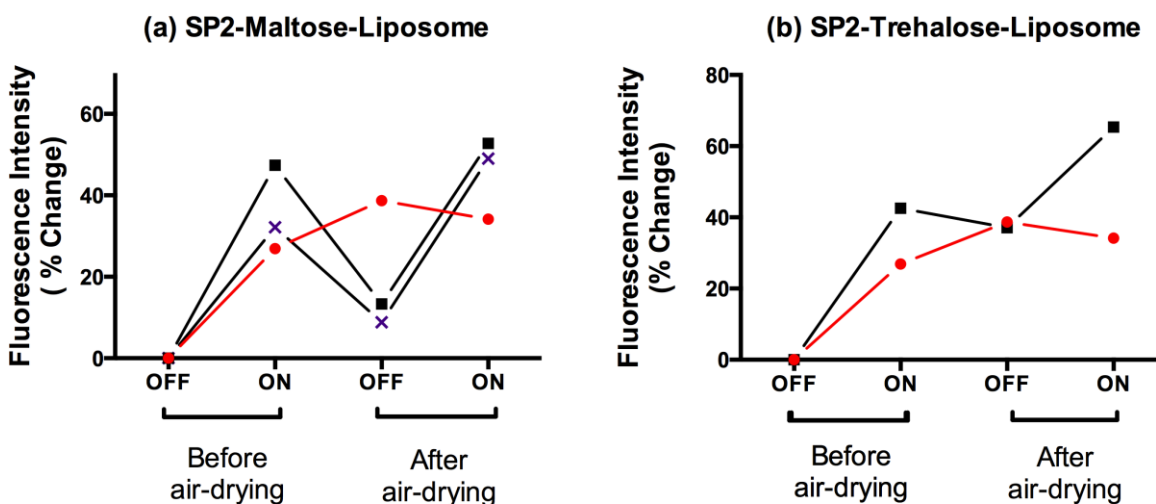 (a) SP2-Maltose-Liposome
Fluorescence Intensity
( % Change)
60
40
20
0
OFF ON OFF ON
Before
air-drying
After
air-drying
(b) SP2-Trehalose-Liposome
Fluorescence Intensity
(% Change)
80
60
40
20
0
OFF ON OFF ON
Before
air-drying
After
air-drying